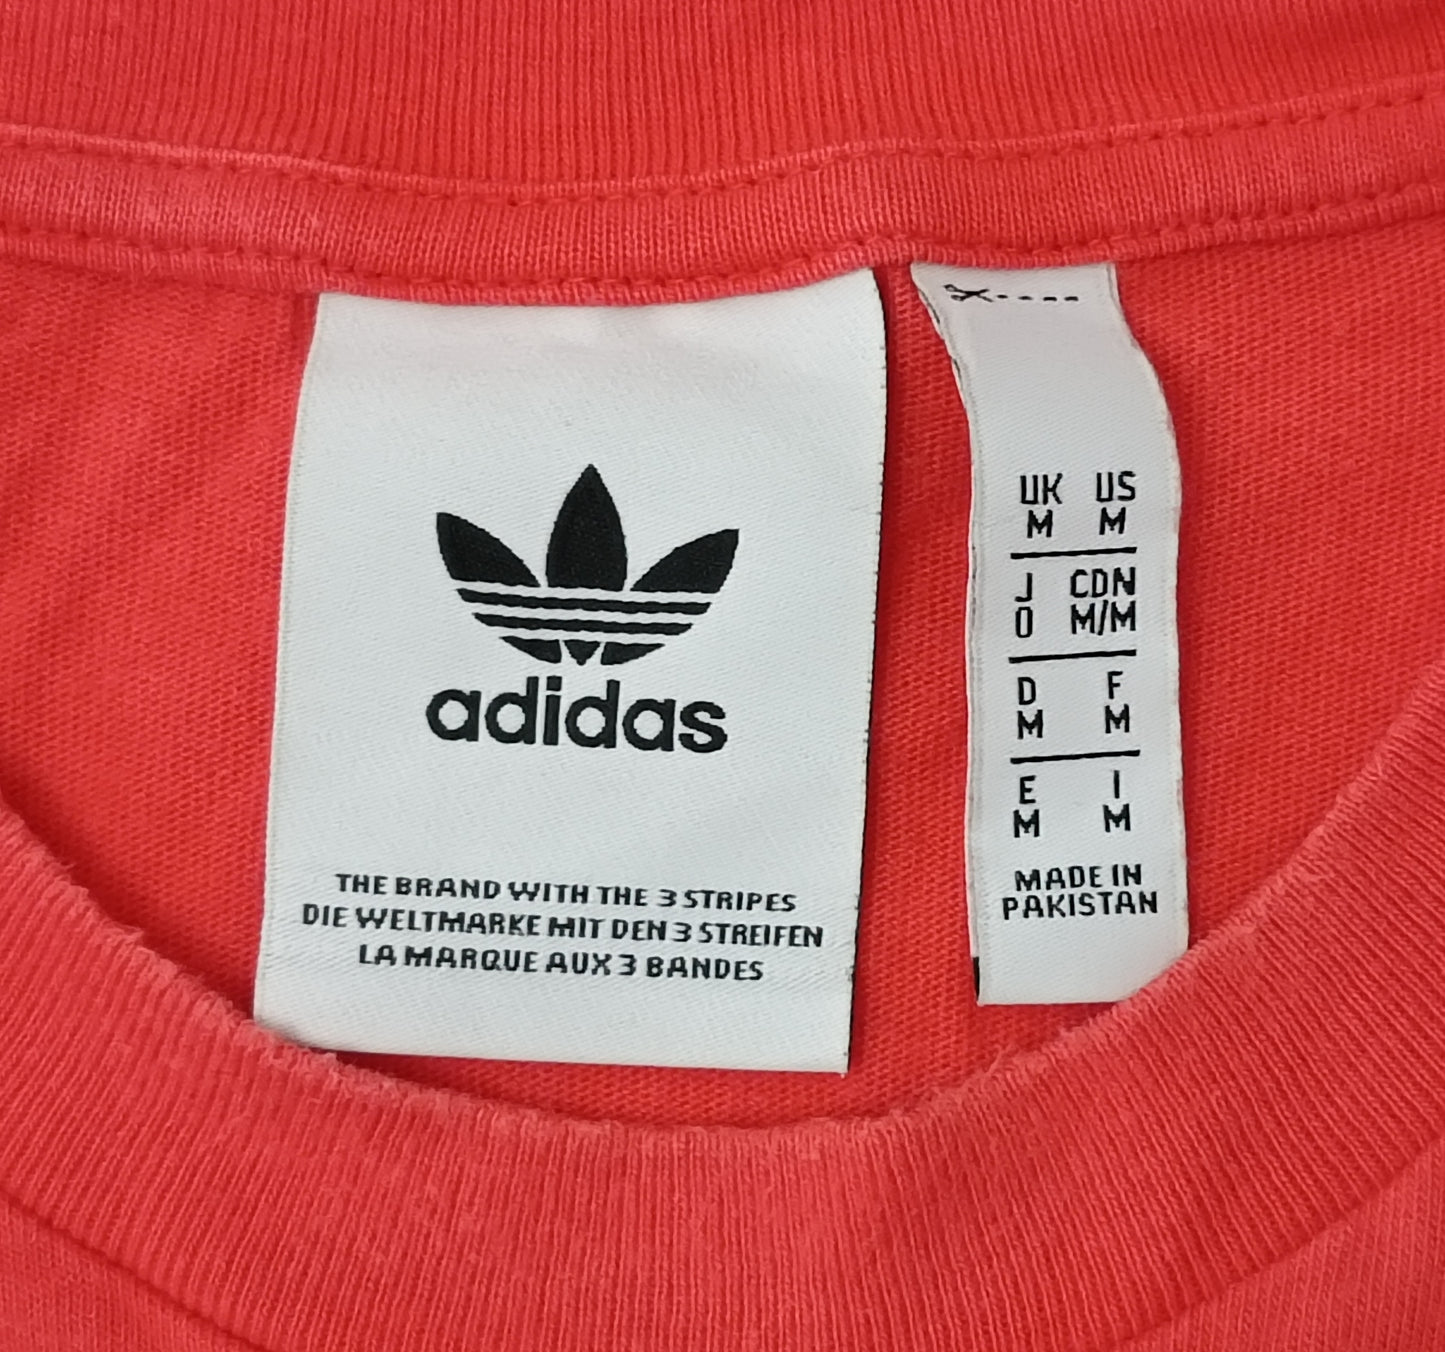 adidas
THE BRAND WITH THE 3 STRIPES
DIE WELTMARKE MIT DEN 3 STREIFEN
LA MARQUE AUX 3 BANDES
UK US
M M
J CDN
O M/M
D F
M M
E I
M M
MADE IN
PAKISTAN